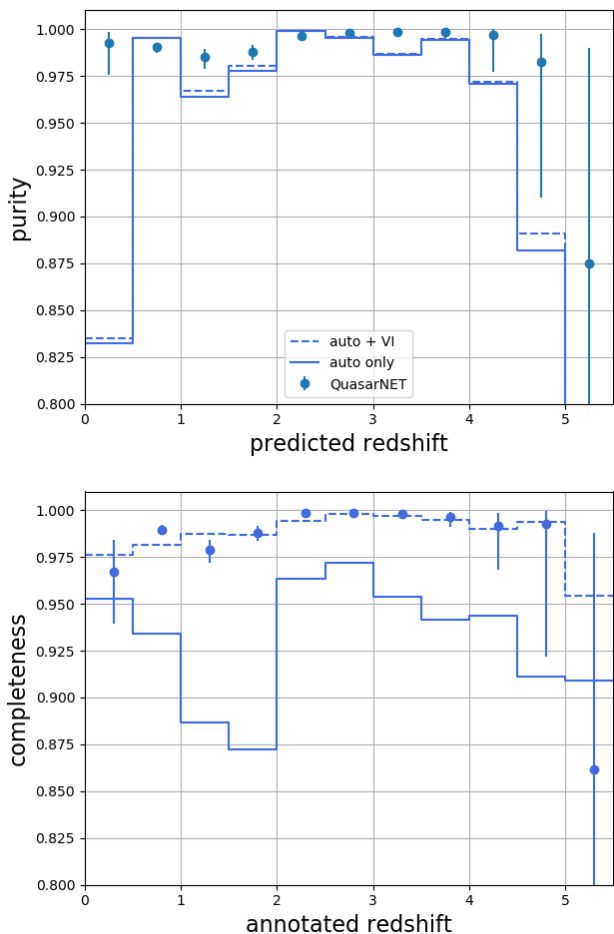 1.000
0.975
0.950
0.925
0.900
0.875
0.850
0.825
0.800
purity
auto + VI
auto only
QuasarNET
0 1 2 3 4 5
predicted redshift
1.000
0.975
0.950
0.925
0.900
0.875
0.850
0.825
0.800
completeness
0 1 2 3 4 5
annotated redshift